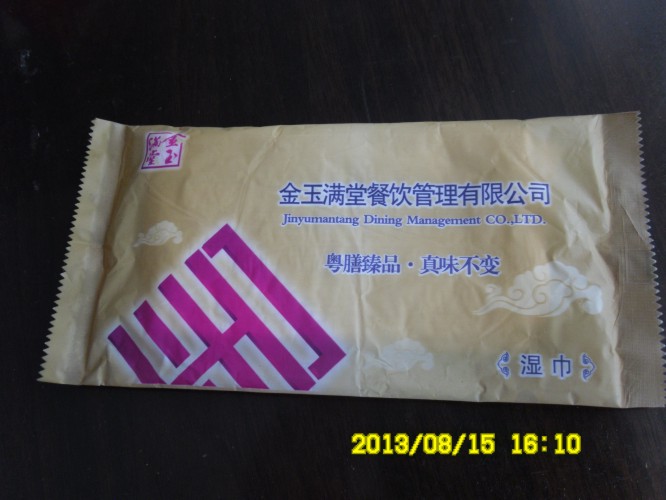 金玉
满堂
金玉满堂餐饮管理有限公司
Jinyumantang Dining Management CO.,LTD.
粤膳臻品·真味不变
湿巾
2013/08/15 16:10